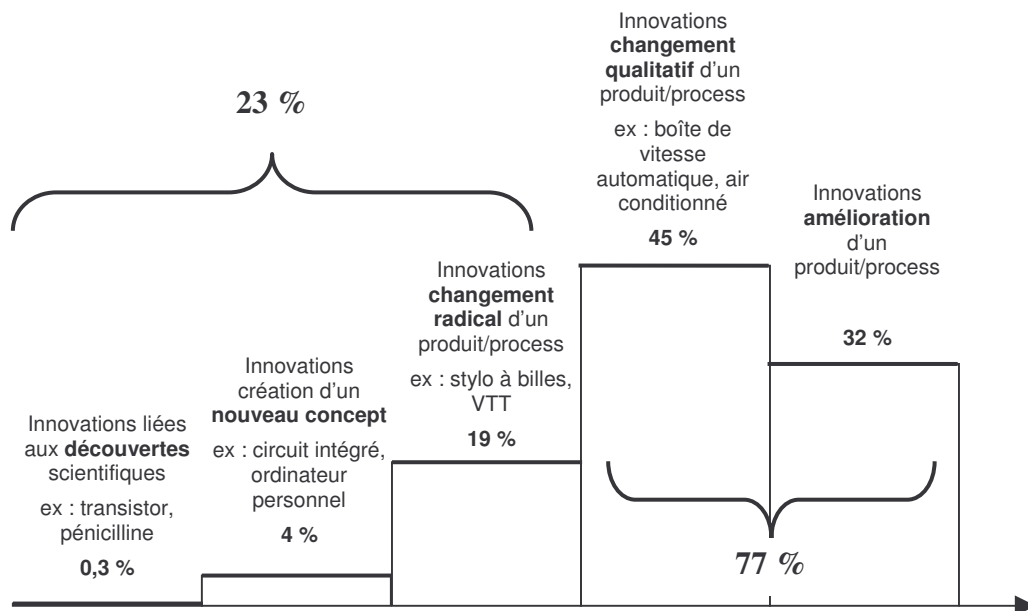 23 %
Innovations liées
aux découvertes
scientifiques
ex : transistor,
pénicilline
0,3 %
Innovations
création d'un
nouveau concept
ex : circuit intégré,
ordinateur
personnel
4 %
Innovations
changement
radical d'un
produit/process
ex : stylo à billes,
VTT
19 %
Innovations
changement
qualitatif d'un
produit/process
ex : boîte de
vitesse
automatique, air
conditionné
45 %
Innovations
amélioration
d'un
produit/process
32 %
77 %